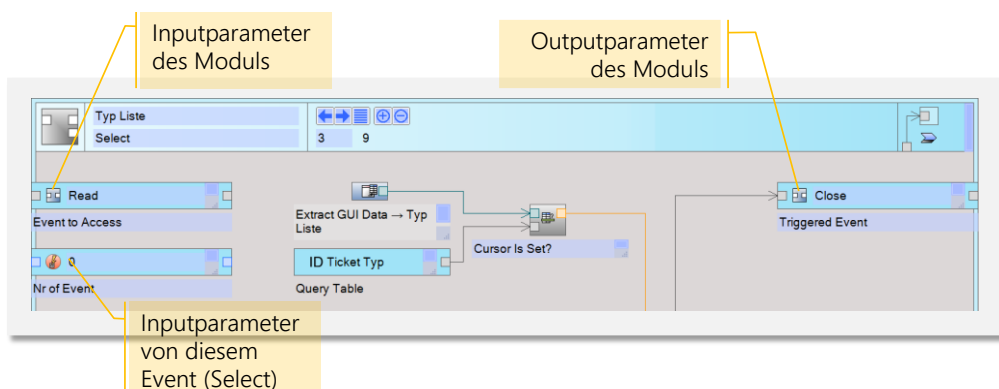 Inputparameter
des Moduls
Outputparameter
des Moduls
Typ Liste
Select
3 9
Read
Event to Access
0
Nr of Event
Extract GUI Data → Typ
Liste
ID Ticket Typ
Query Table
Cursor Is Set?
Close
Triggered Event
Inputparameter
von diesem
Event (Select)